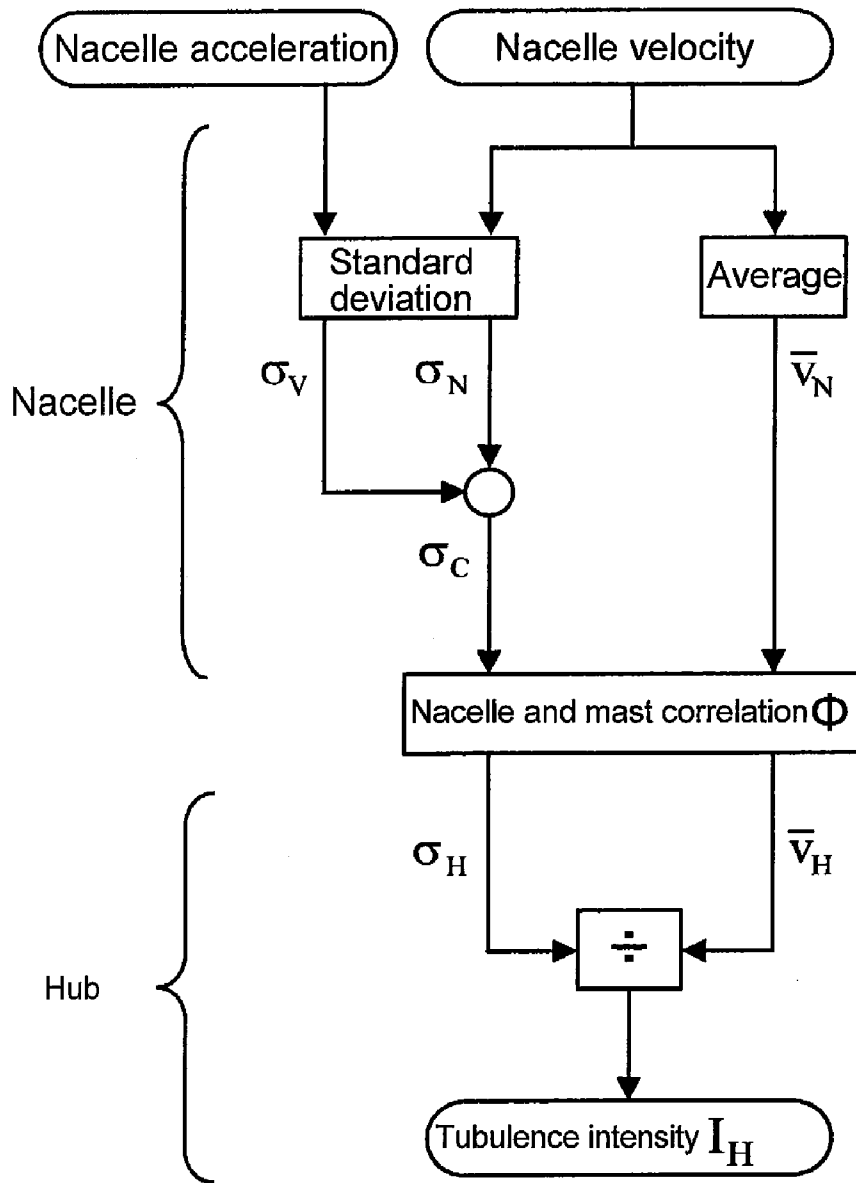 Nacelle acceleration
Nacelle velocity
Standard
deviation
Average
σV
σN
v̅N
Nacelle
σC
Nacelle and mast correlation Φ
σH
v̅H
÷
Hub
Tubulence intensity IH